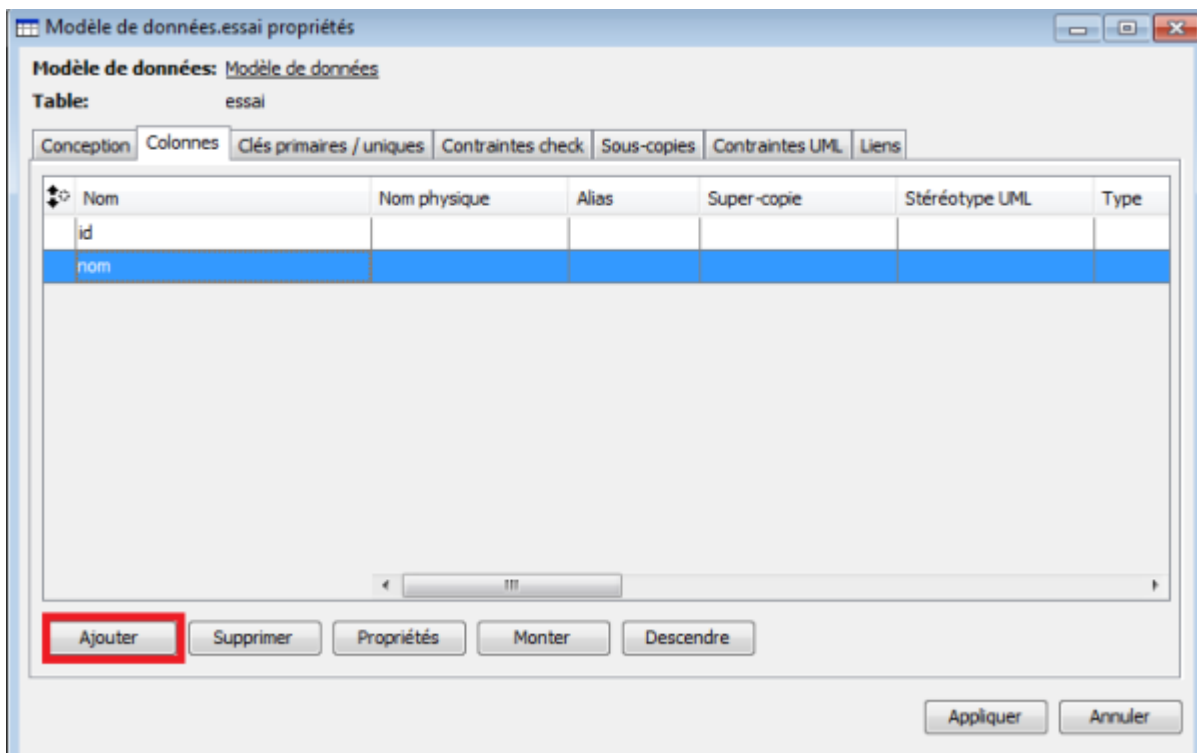 Modèle de données.essai propriétés
Modèle de données: Modèle de données
Table: essai
Conception Colonnes Clés primaires / uniques Contraintes check Sous-copies Contraintes UML Liens
Nom Nom physique Alias Super-copie Stéréotype UML Type
id
nom
Ajouter Supprimer Propriétés Monter Descendre
Appliquer Annuler